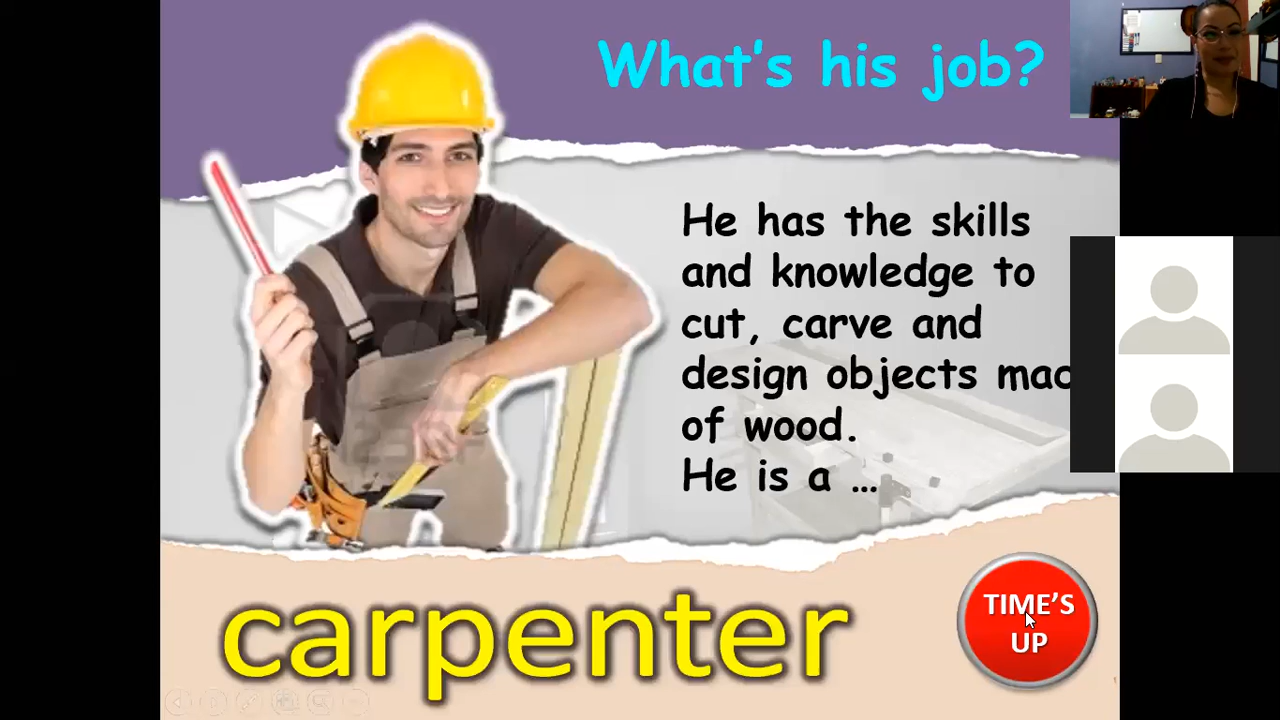 What's his job?
He has the skills
and knowledge to
cut, carve and
design objects mad
of wood.
He is a ...
carpenter
TIME'S
UP